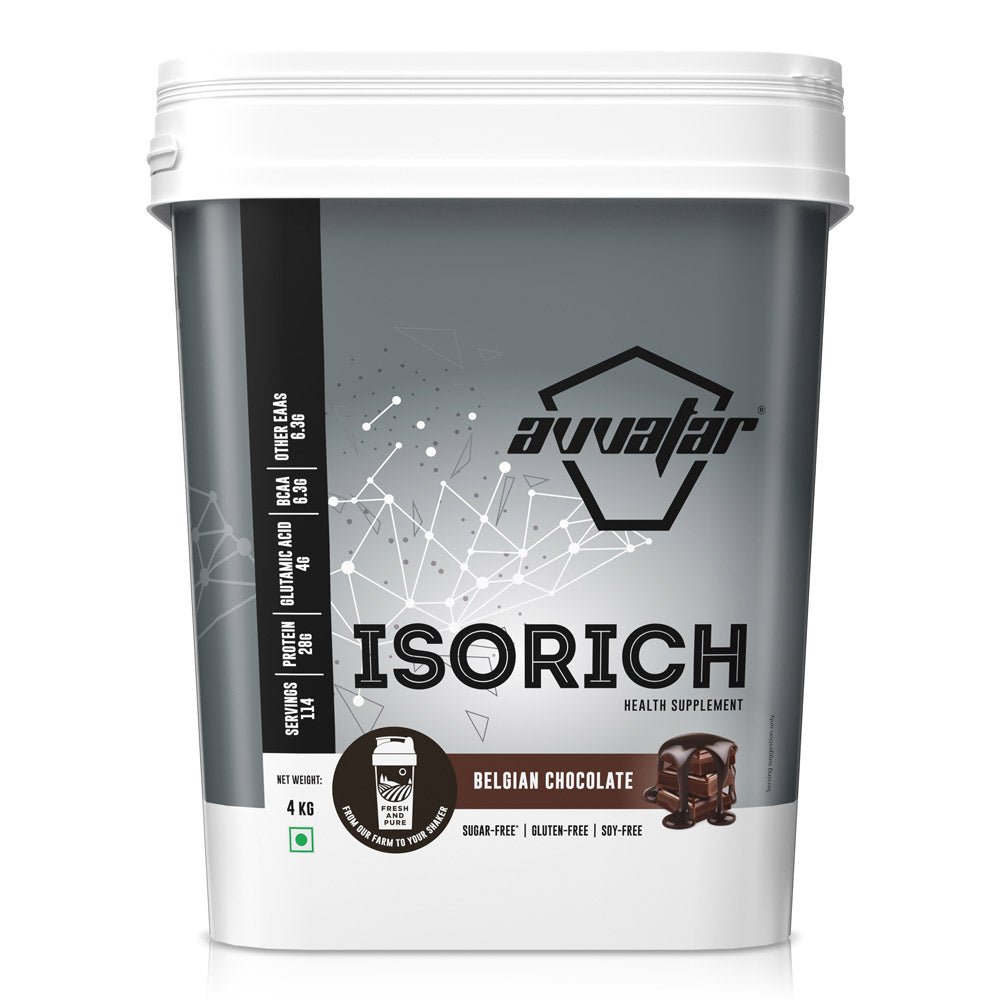 avvatar®
ISORICH
HEALTH SUPPLEMENT
SERVINGS
114
PROTEIN
28G
GLUTAMIC ACID
4G
BCAA
6.3G
OTHER EAAS
6.3G
NET WEIGHT:
4 KG
FRESH
AND
PURE
FROM OUR FARM TO YOUR SHAKER
BELGIAN CHOCOLATE
SUGAR-FREE* | GLUTEN-FREE | SOY-FREE
Serving suggestion only.